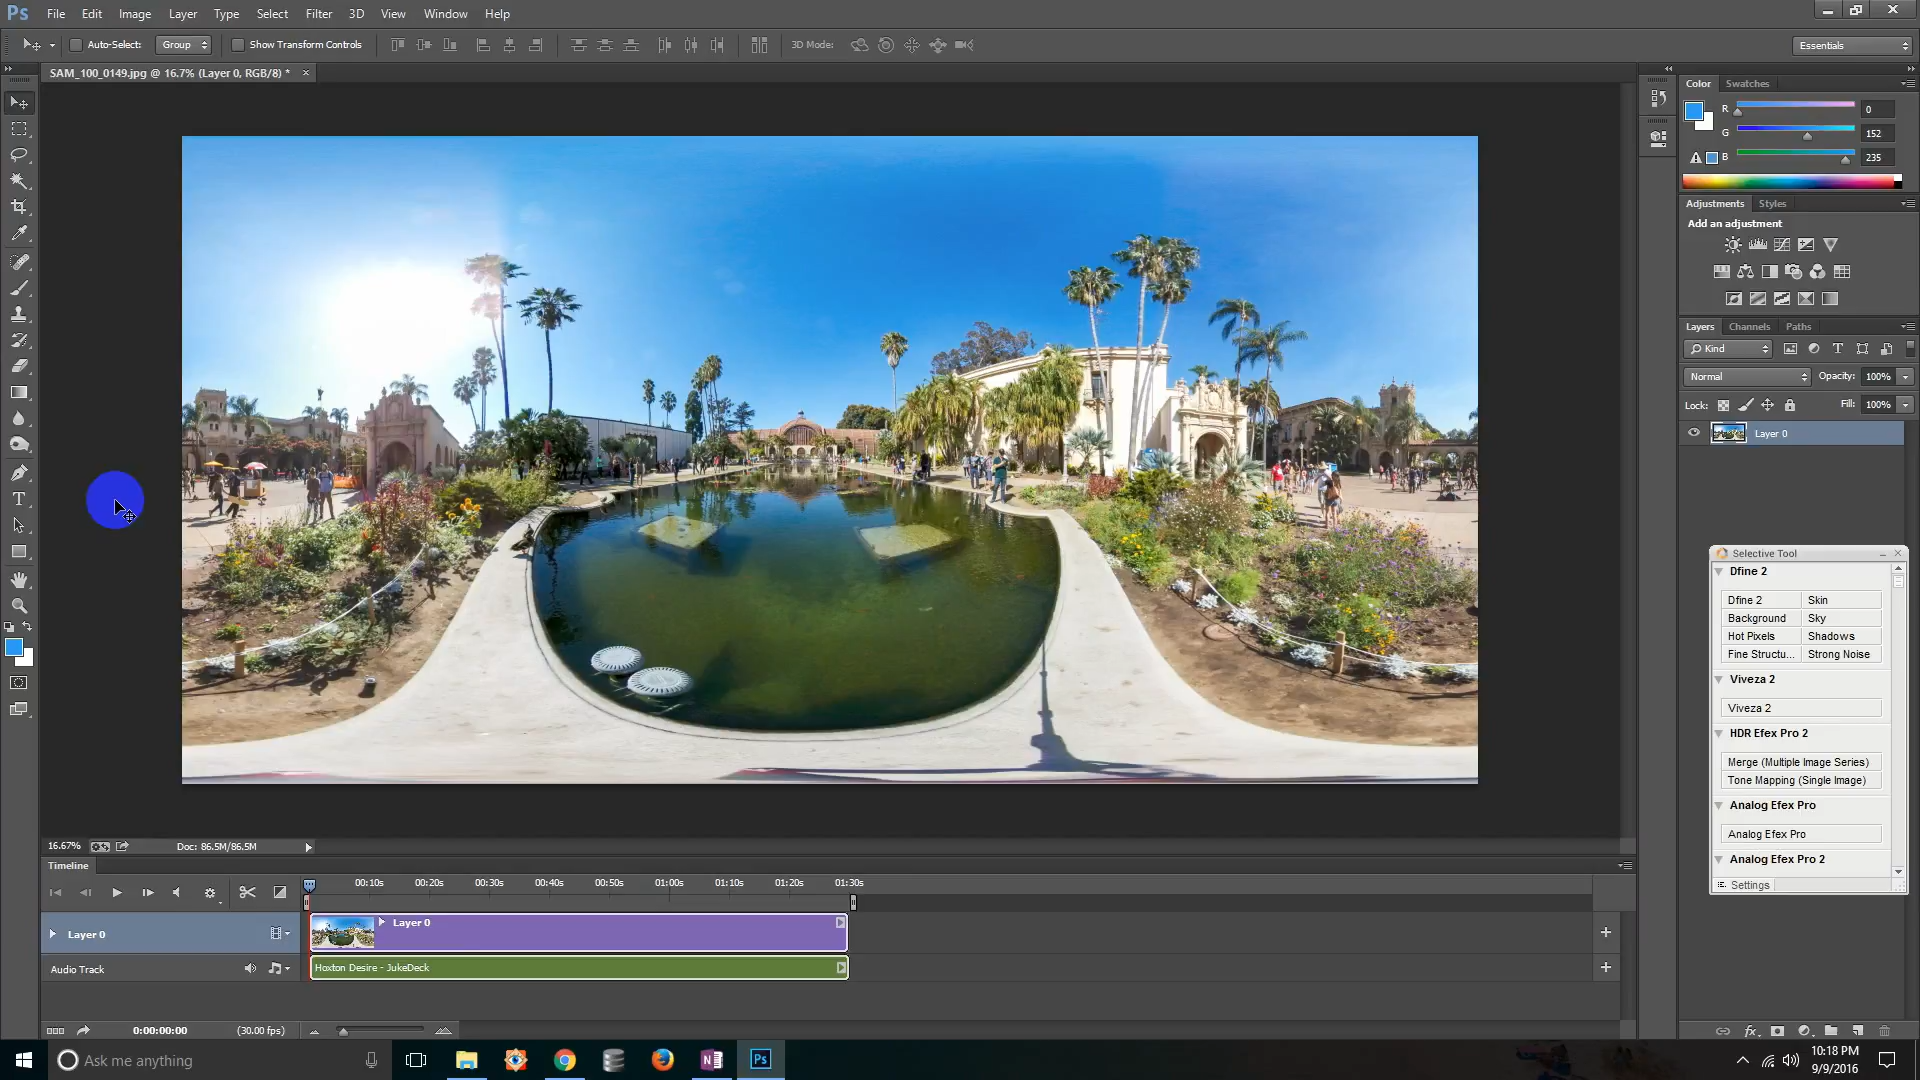 Ps File Edit Image Layer Type Select Filter 3D View Window Help
Auto-Select: Group Show Transform Controls 3D Mode: Essentials
SAM_100_0149.jpg @ 16.7% (Layer 0, RGB/8) * ×
Color Swatches
R 0
G 152
B 235
Adjustments Styles
Add an adjustment
Layers Channels Paths
Kind
Normal Opacity: 100%
Lock: Fill: 100%
Layer 0
Selective Tool
Dfine 2
Dfine 2 Skin
Background Sky
Hot Pixels Shadows
Fine Structu... Strong Noise
Viveza 2
Viveza 2
HDR Efex Pro 2
Merge (Multiple Image Series)
Tone Mapping (Single Image)
Analog Efex Pro
Analog Efex Pro
Analog Efex Pro 2
Settings
16.67% Doc: 86.5M/86.5M
Timeline
00:10s 00:20s 00:30s 00:40s 00:50s 01:00s 01:10s 01:20s 01:30s
Layer 0 Layer 0
Audio Track Hoxton Desire - JukeDeck
0:00:00:00 (30.00 fps)
Ask me anything
Ps
10:18 PM
9/9/2016